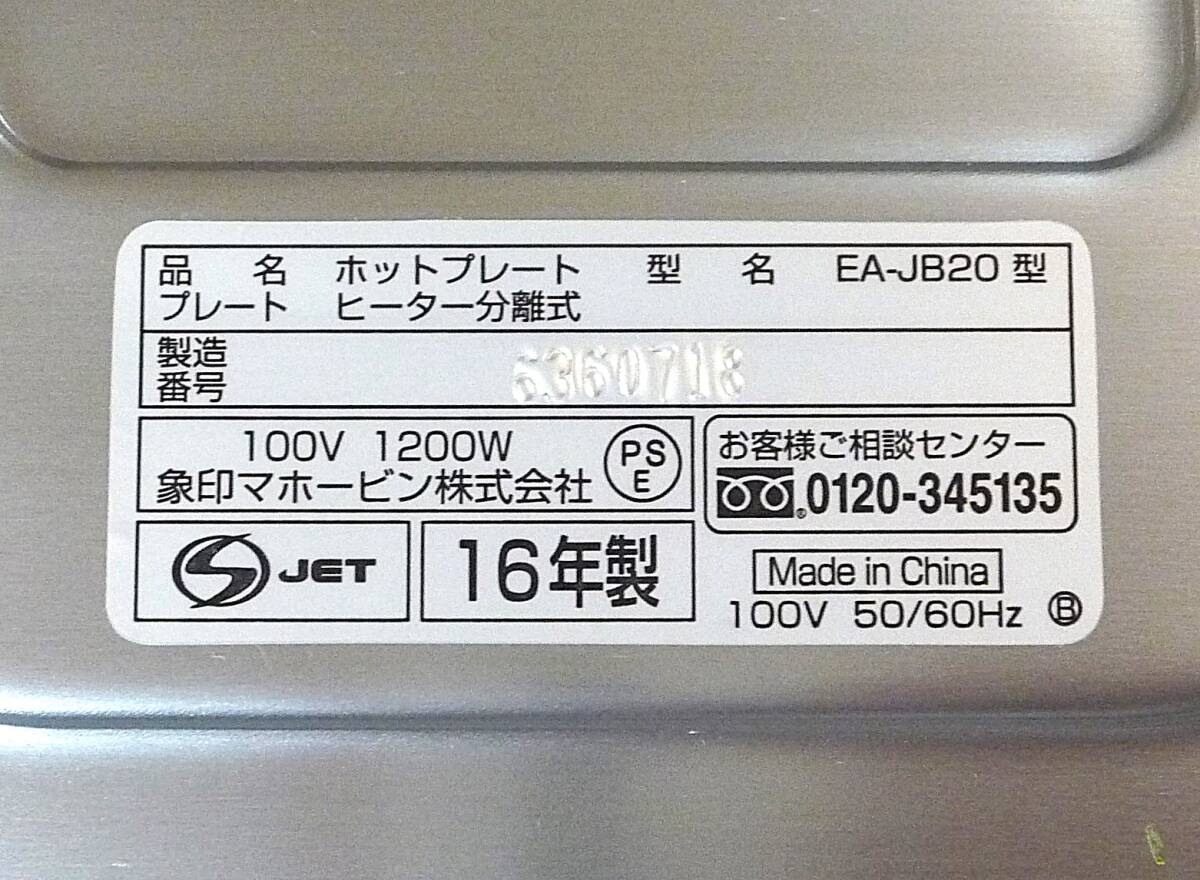 品 名 ホットプレート 型 名 EA-JB20 型
プレート ヒーター分離式
製造
番号
6360718
100V 1200W
象印マホービン株式会社
PS
E
お客様ご相談センター
0120-345135
JET
16年製
Made in China
100V 50/60Hz Ⓑ